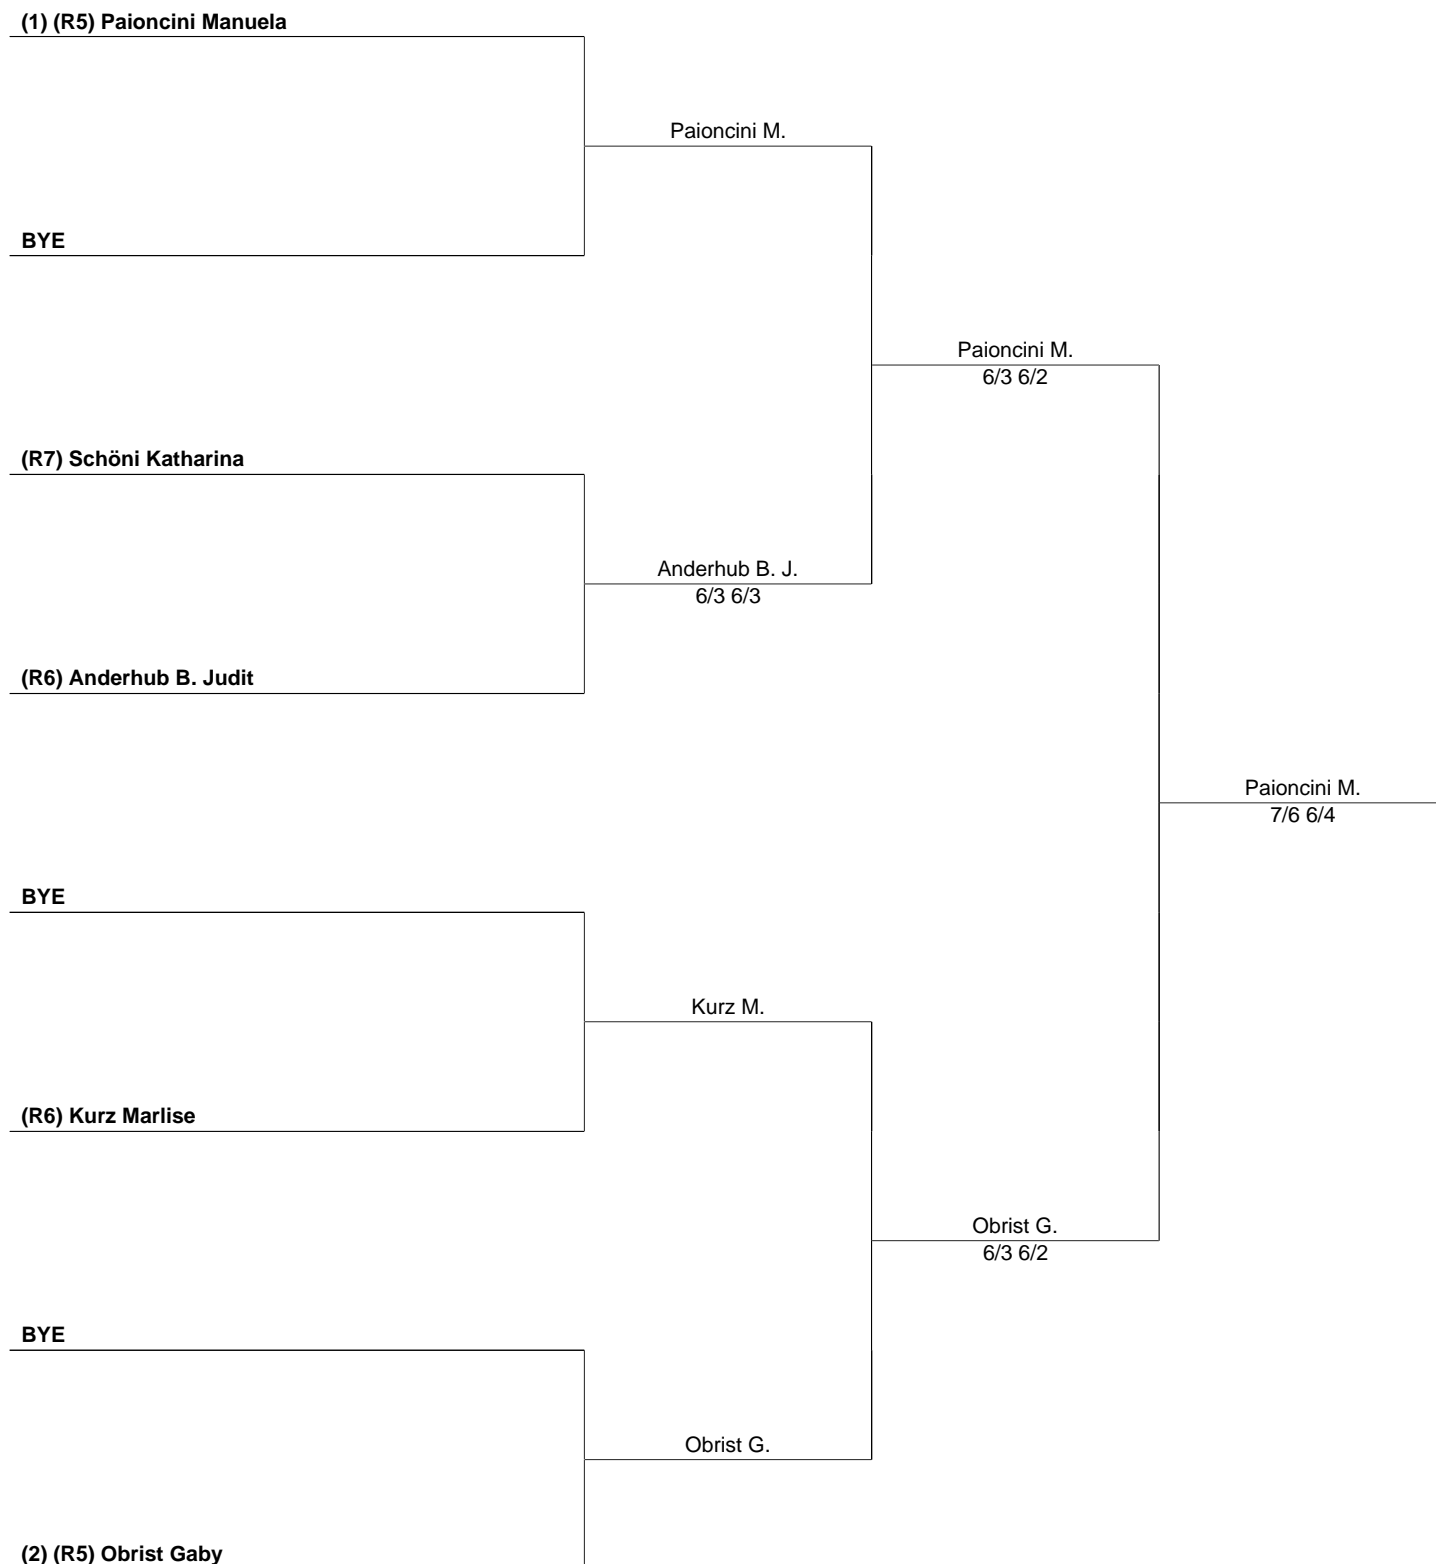 (1) (R5) Paioncini Manuela
Paioncini M.
BYE
Paioncini M.
6/3 6/2
(R7) Schöni Katharina
Anderhub B. J.
6/3 6/3
(R6) Anderhub B. Judit
Paioncini M.
7/6 6/4
BYE
Kurz M.
(R6) Kurz Marlise
Obrist G.
6/3 6/2
BYE
Obrist G.
(2) (R5) Obrist Gaby